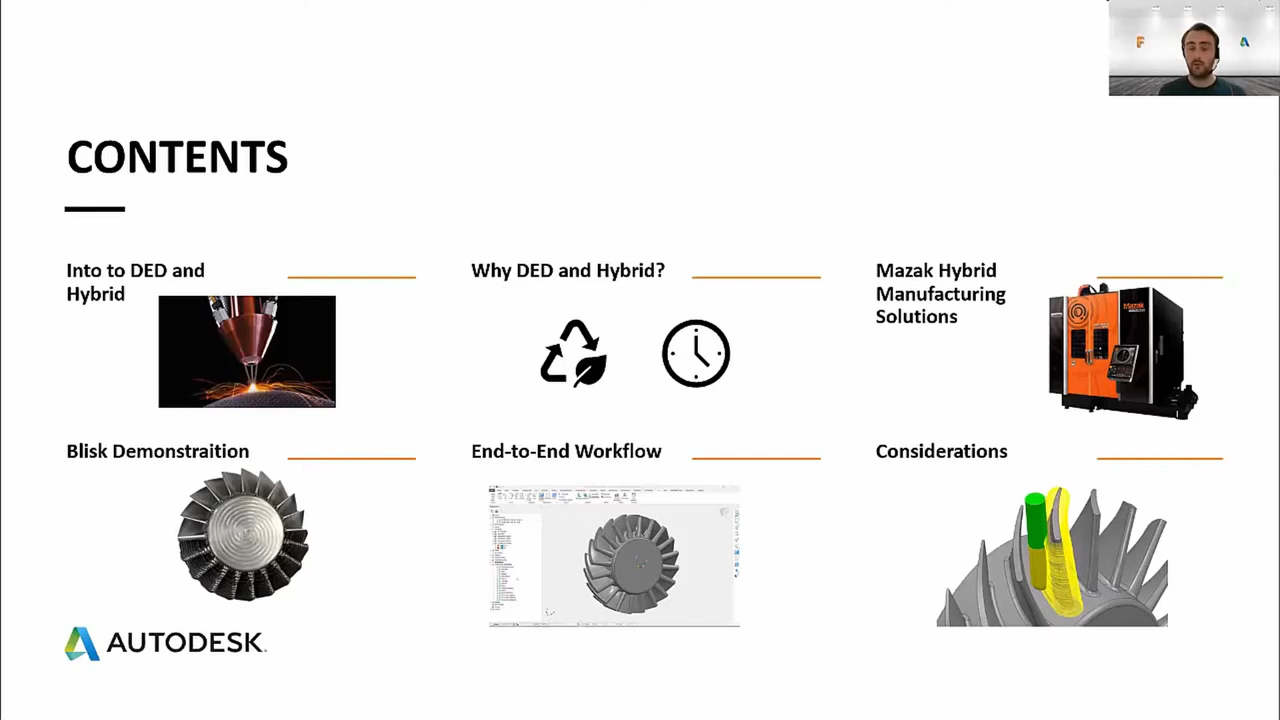 F
CONTENTS
Into to DED and
Hybrid
Why DED and Hybrid?
Mazak Hybrid
Manufacturing
Solutions
Mazak
Blisk Demonstraition
End-to-End Workflow
Considerations
AUTODESK.